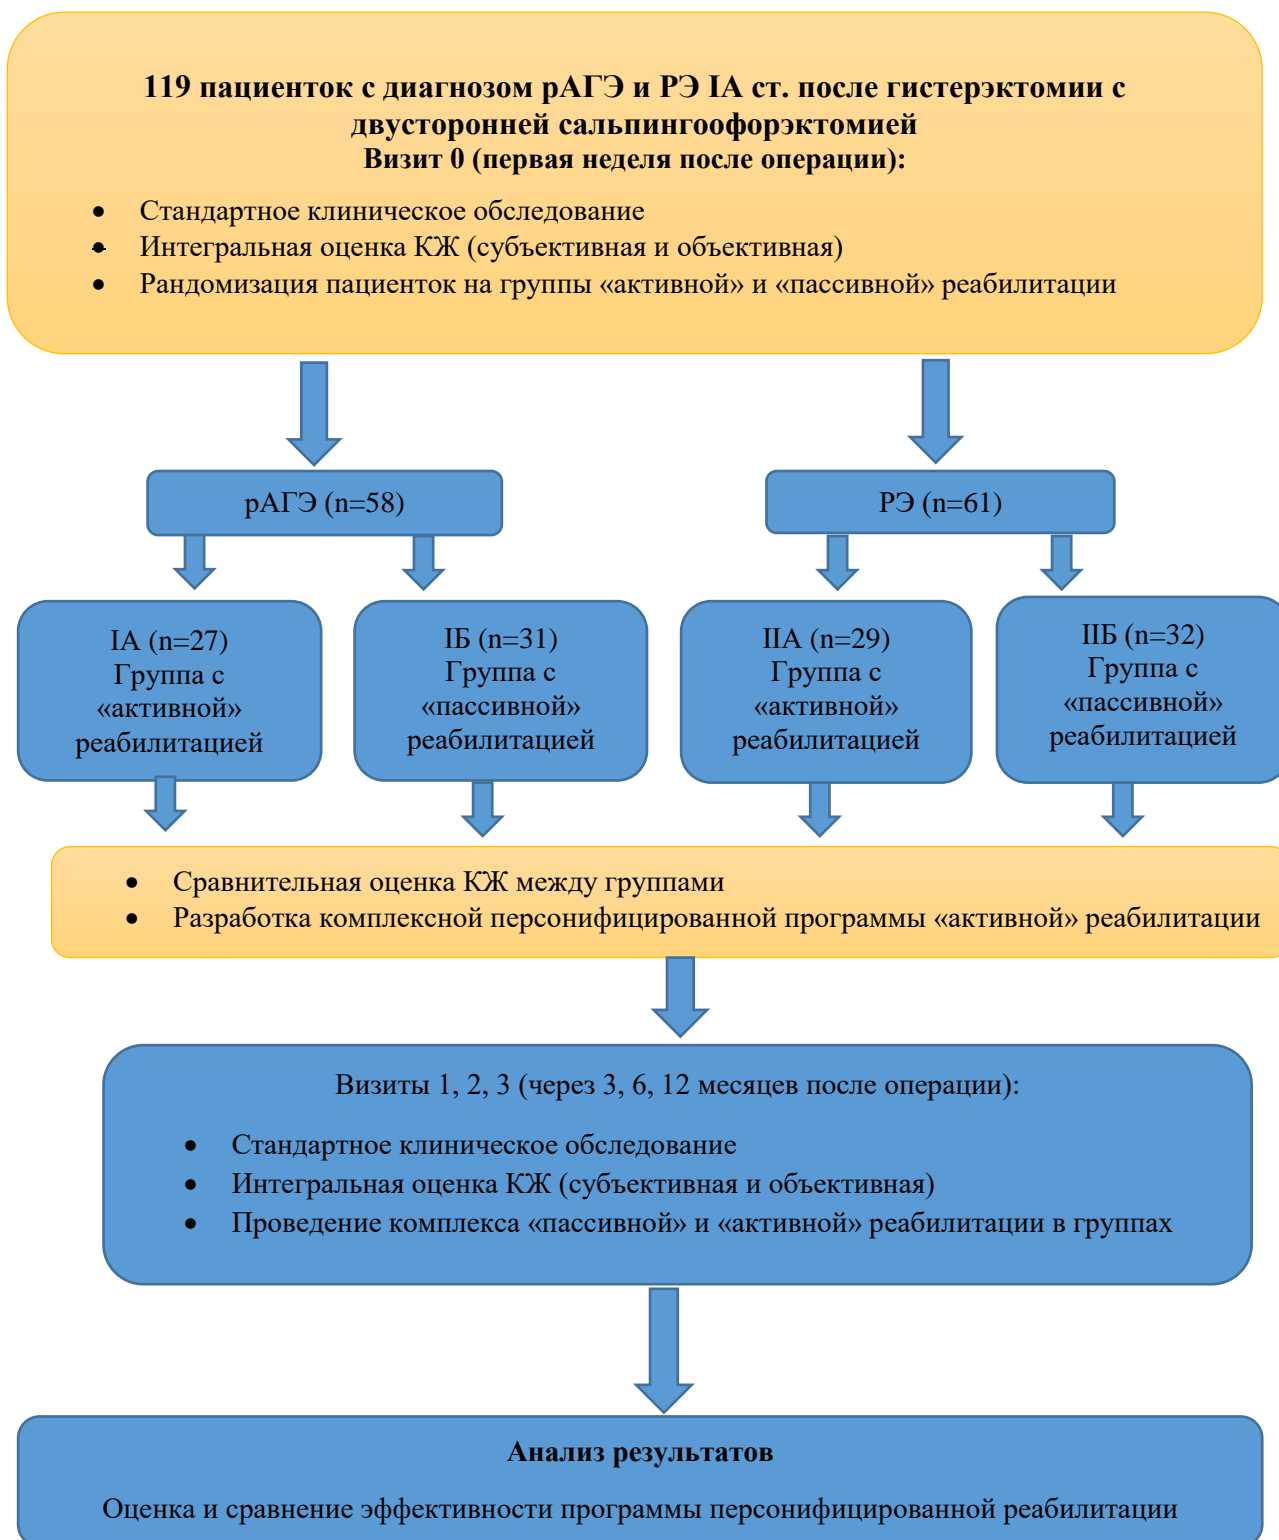 119 пациенток с диагнозом рАГЭ и РЭ IА ст. после гистерэктомии с
двусторонней сальпингоофорэктомией
Визит 0 (первая неделя после операции):
• Стандартное клиническое обследование
• Интегральная оценка КЖ (субъективная и объективная)
• Рандомизация пациенток на группы «активной» и «пассивной» реабилитации
рАГЭ (n=58)
РЭ (n=61)
IА (n=27)
Группа с
«активной»
реабилитацией
IБ (n=31)
Группа с
«пассивной»
реабилитацией
IIА (n=29)
Группа с
«активной»
реабилитацией
IIБ (n=32)
Группа с
«пассивной»
реабилитацией
• Сравнительная оценка КЖ между группами
• Разработка комплексной персонифицированной программы «активной» реабилитации
Визиты 1, 2, 3 (через 3, 6, 12 месяцев после операции):
• Стандартное клиническое обследование
• Интегральная оценка КЖ (субъективная и объективная)
• Проведение комплекса «пассивной» и «активной» реабилитации в группах
Анализ результатов
Оценка и сравнение эффективности программы персонифицированной реабилитации